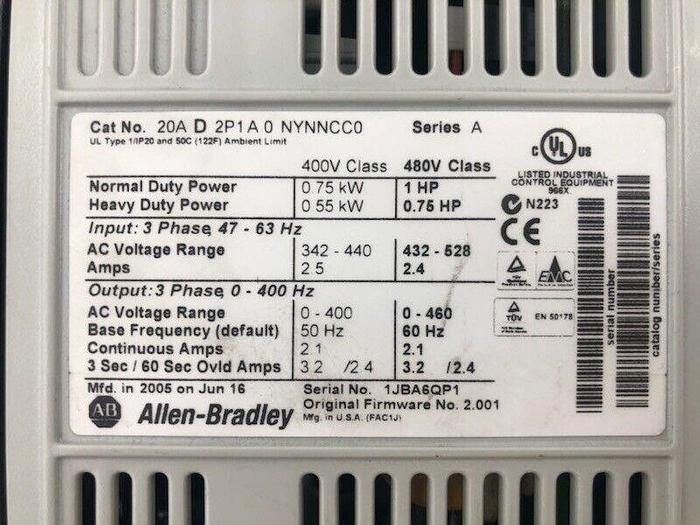 Cat No. 20A D 2P1 A 0 NYNNCC0 Series A
UL Type 1/IP20 and 50C (122F) Ambient Limit
400V Class 480V Class
Normal Duty Power 0.75 kW 1 HP
Heavy Duty Power 0.55 kW 0.75 HP
Input: 3 Phase, 47 - 63 Hz
AC Voltage Range 342 - 440 432 - 528
Amps 2.5 2.4
Output: 3 Phase, 0 - 400 Hz
AC Voltage Range 0 - 400 0 - 460
Base Frequency (default) 50 Hz 60 Hz
Continuous Amps 2.1 2.1
3 Sec / 60 Sec Ovld Amps 3.2 /2.4 3.2 /2.4
Mfd. in 2005 on Jun 16 Serial No. 1JBA6QP1
Original Firmware No. 2.001
AB Allen-Bradley Mfg. in U.S.A. (FAC1J)
C UL US
LISTED INDUSTRIAL
CONTROL EQUIPMENT
966X
N223
CE
EMC
TÜV
EN 50178
serial number
catalog number/series